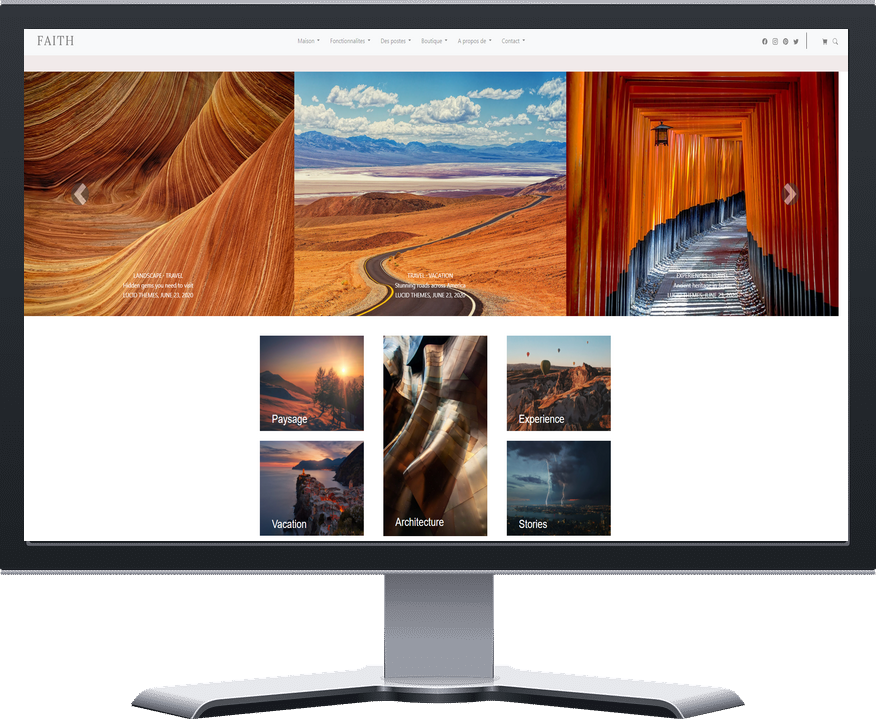 FAITH
Maison Fonctionnalites Des postes Boutique A propos de Contact
LANDSCAPE · TRAVEL
Hidden gems you need to visit
LUCID THEMES, JUNE 23, 2020
TRAVEL · VACATION
Stunning roads across America
LUCID THEMES, JUNE 23, 2020
EXPERIENCES · TRAVEL
Ancient heritage in
LUCID THEMES, JUNE 23, 2020
Paysage
Experience
Vacation
Architecture
Stories